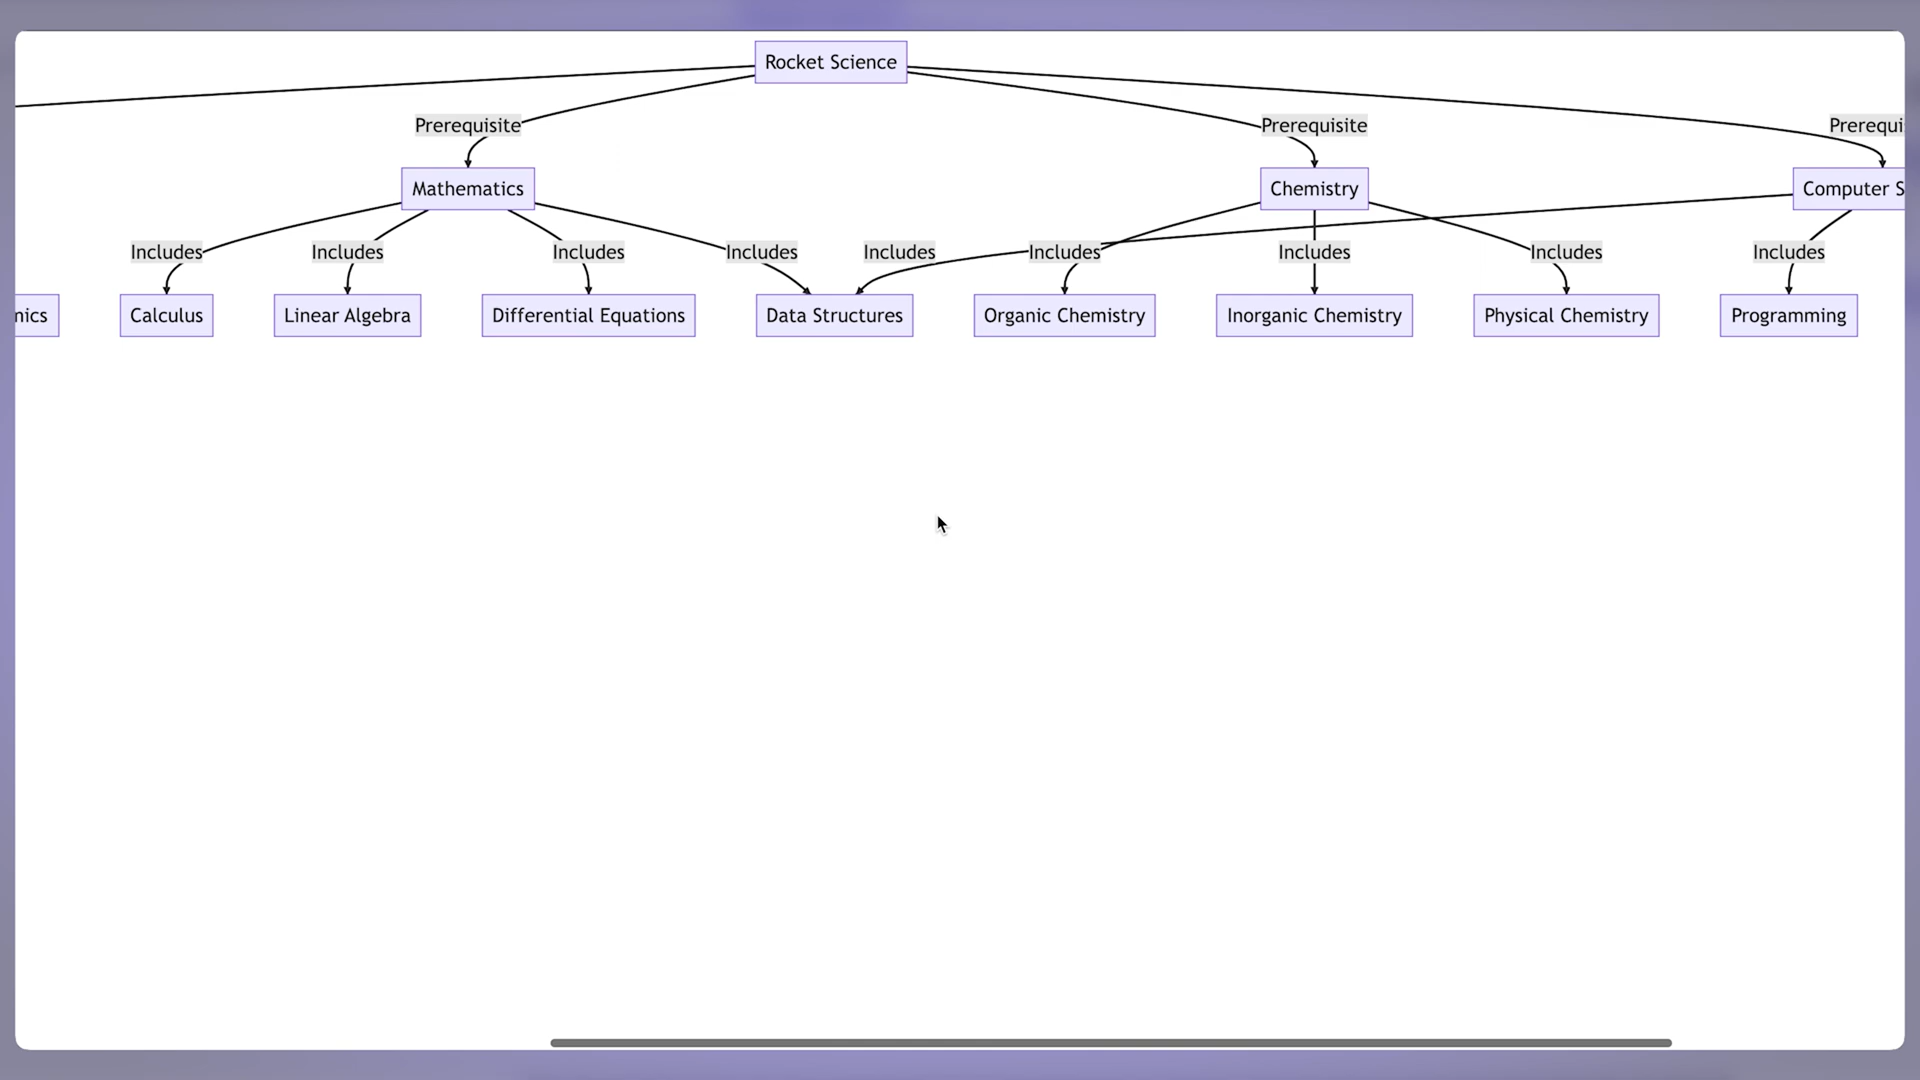 Rocket Science
Prerequisite
Prerequisite
Prerequi
Mathematics
Chemistry
Computer S
Includes
Includes
Includes
Includes
Includes
Includes
Includes
Includes
Includes
nics
Calculus
Linear Algebra
Differential Equations
Data Structures
Organic Chemistry
Inorganic Chemistry
Physical Chemistry
Programming